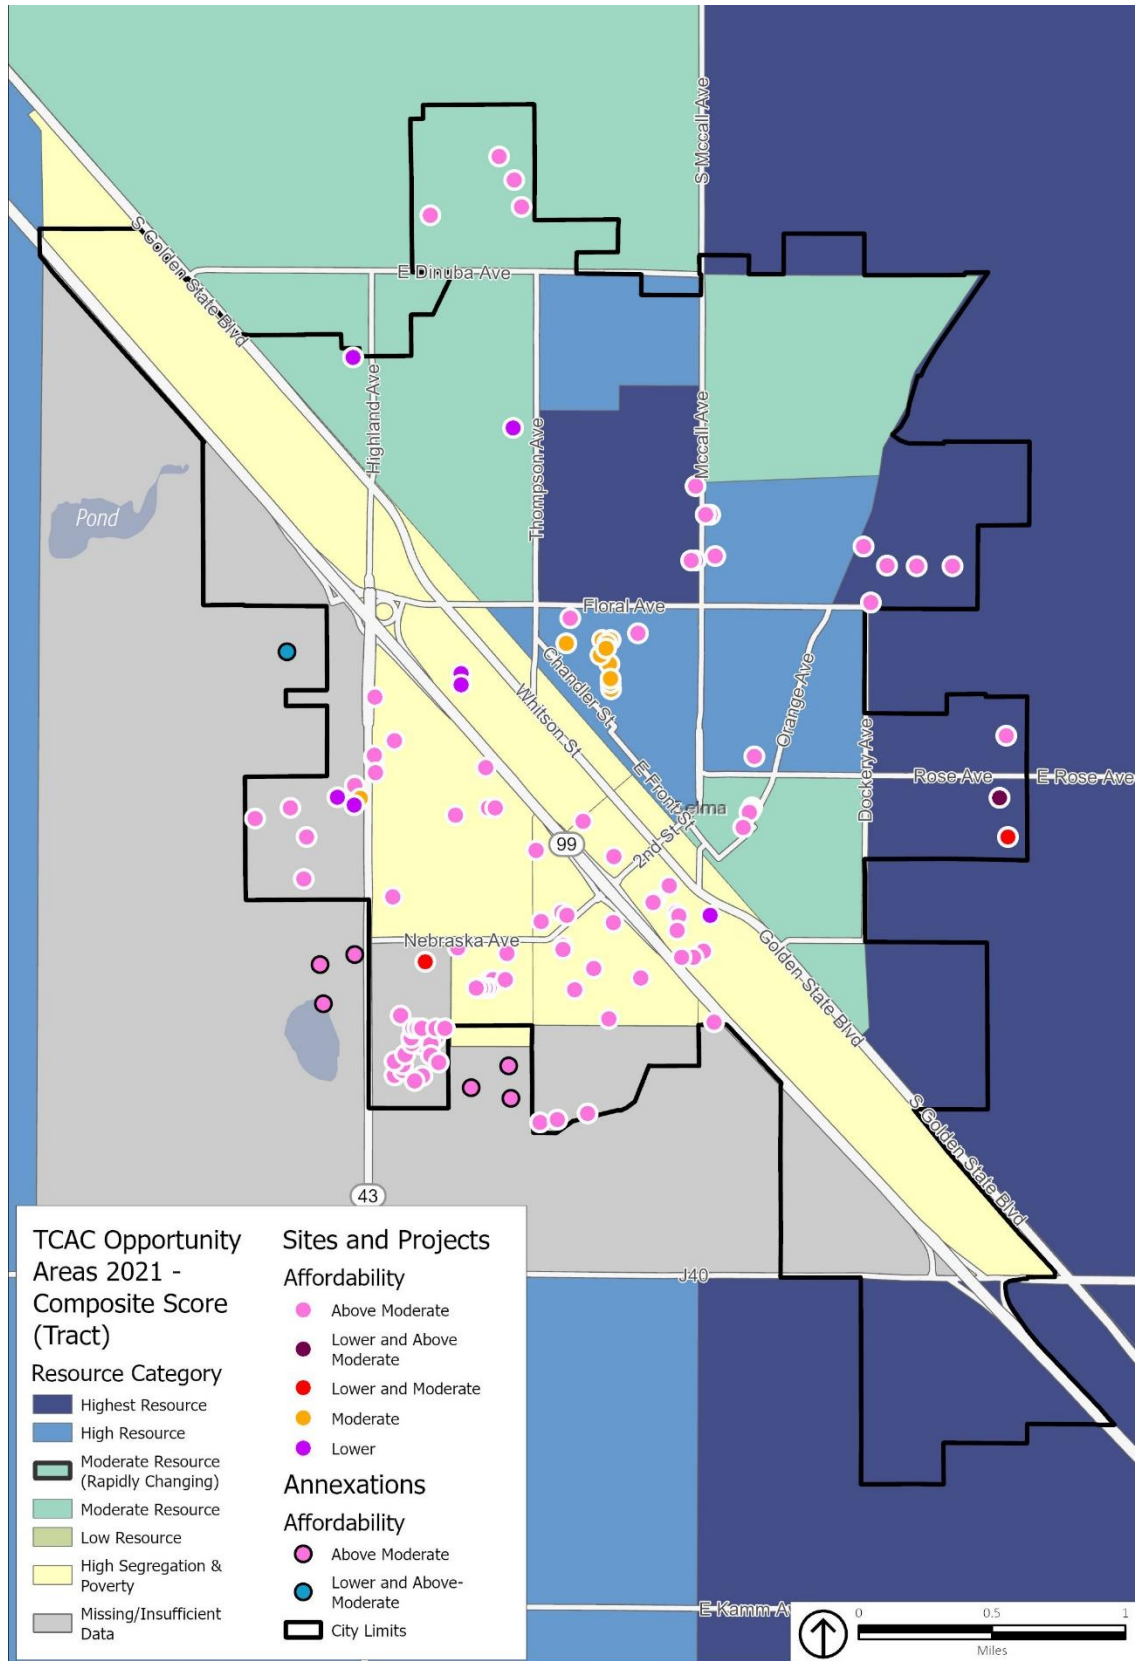 S Mccall Ave
S Golden State Blvd
E Dinuba Ave
Highland Ave
Thompson Ave
Mccall Ave
Pond
Floral Ave
Chandler St
Whitson St
Orange Ave
E Front St
Dockery Ave
Rose Ave
E Rose Ave
Selma
99
2nd St
Nebraska Ave
Golden State Blvd
S Golden State Blvd
43
J40
E Kamm Av
TCAC Opportunity
Areas 2021 -
Composite Score
(Tract)
Resource Category
Highest Resource
High Resource
Moderate Resource
(Rapidly Changing)
Moderate Resource
Low Resource
High Segregation &
Poverty
Missing/Insufficient
Data
Sites and Projects
Affordability
Above Moderate
Lower and Above
Moderate
Lower and Moderate
Moderate
Lower
Annexations
Affordability
Above Moderate
Lower and Above-
Moderate
City Limits
0 0.5 1
Miles